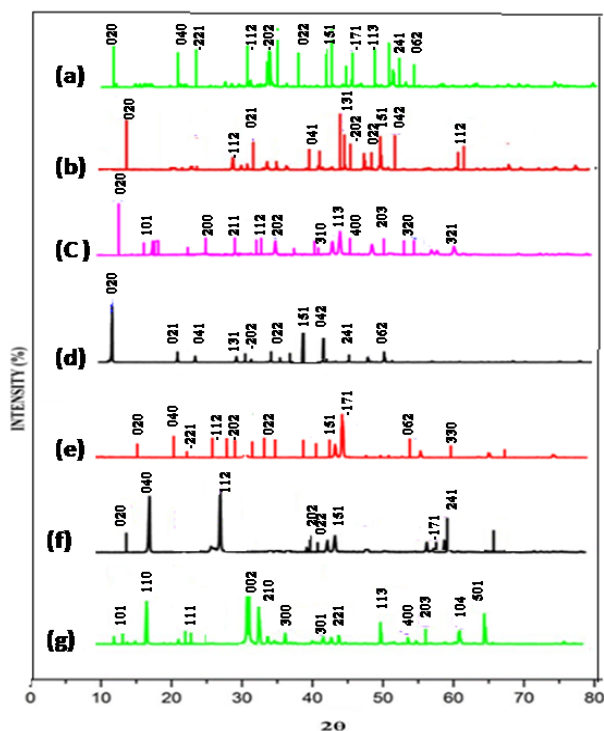 020 040 -221 -112 -202 022 151 -171 -113 241 062
(a)
020 -112 021 041 131 -202 022 151 042 112
(b)
020 101 200 211 112 202 310 113 400 203 320 321
(C)
020 021 041 131 -202 022 151 042 241 062
(d)
020 040 -221 -112 202 022 151 -171 062 330
(e)
020 040 112 202 022 151 -171 241
(f)
101 110 111 002 210 300 301 221 113 400 203 104 501
(g)
INTENSITY (%)
0 10 20 30 40 50 60 70 80
2θ